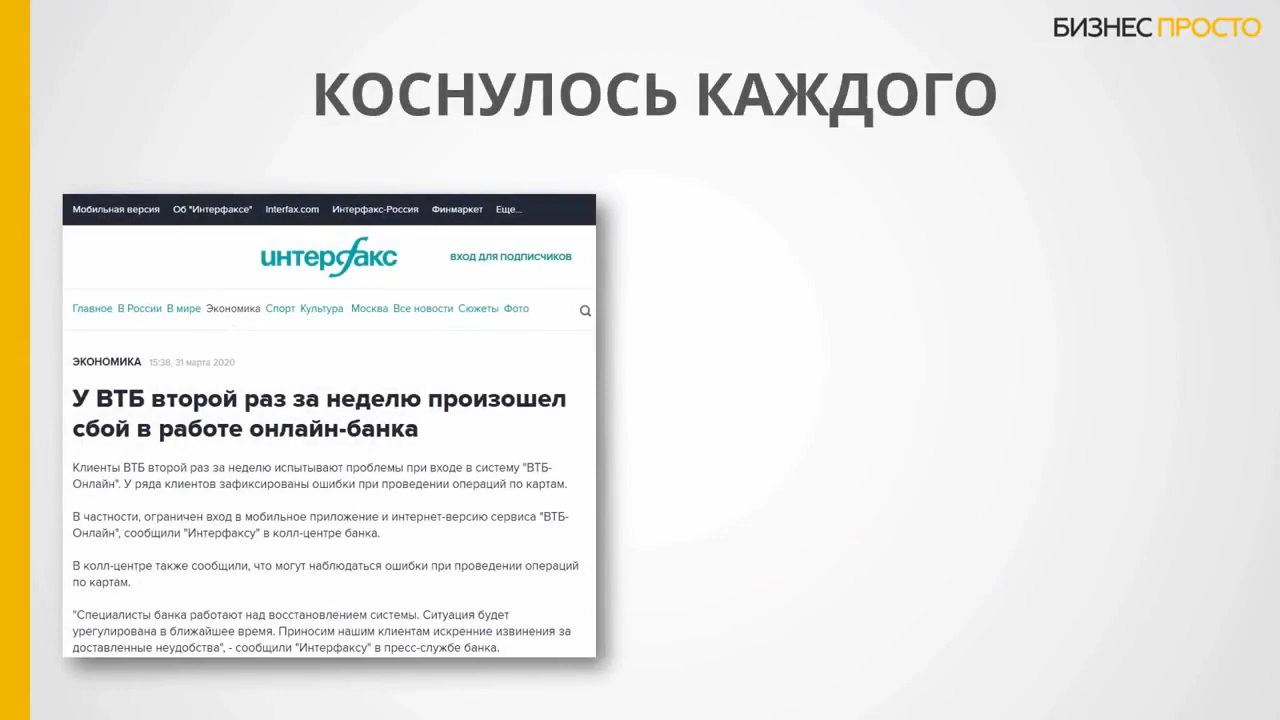 БИЗНЕС ПРОСТО
КОСНУЛОСЬ КАЖДОГО
Мобильная версия Об "Интерфаксе" Interfax.com Интерфакс-Россия Финмаркет Еще...
интерфакс
ВХОД ДЛЯ ПОДПИСЧИКОВ
Главное В России В мире Экономика Спорт Культура Москва Все новости Сюжеты Фото
ЭКОНОМИКА 15:38, 31 марта 2020
У ВТБ второй раз за неделю произошел
сбой в работе онлайн-банка
Клиенты ВТБ второй раз за неделю испытывают проблемы при входе в систему "ВТБ-
Онлайн". У ряда клиентов зафиксированы ошибки при проведении операций по картам.
В частности, ограничен вход в мобильное приложение и интернет-версию сервиса "ВТБ-
Онлайн", сообщили "Интерфаксу" в колл-центре банка.
В колл-центре также сообщили, что могут наблюдаться ошибки при проведении операций
по картам.
"Специалисты банка работают над восстановлением системы. Ситуация будет
урегулирована в ближайшее время. Приносим нашим клиентам искренние извинения за
доставленные неудобства", - сообщили "Интерфаксу" в пресс-службе банка.